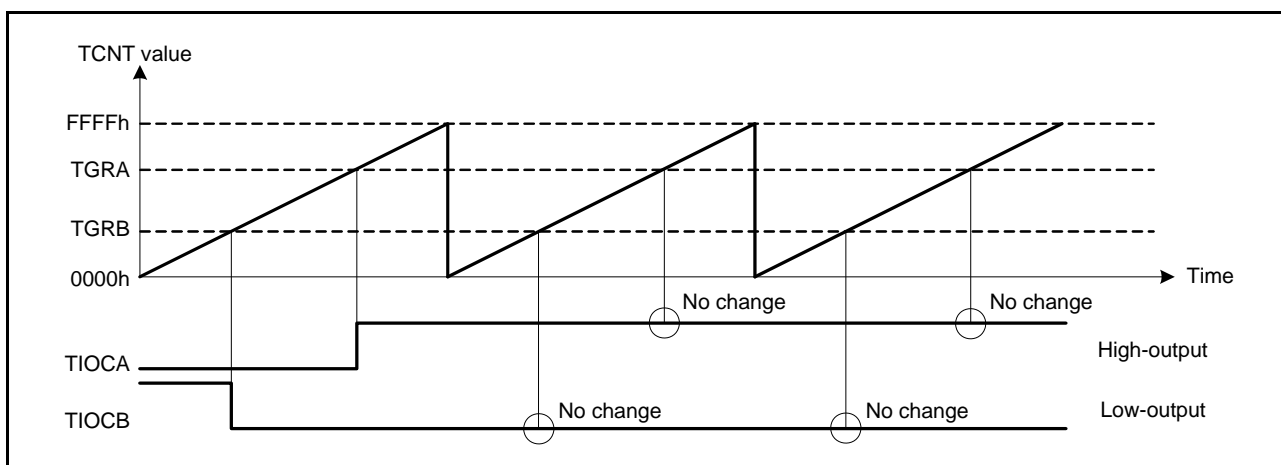 TCNT value
FFFFh
TGRA
TGRB
0000h
Time
No change
No change
TIOCA
High-output
TIOCB
No change
No change
Low-output